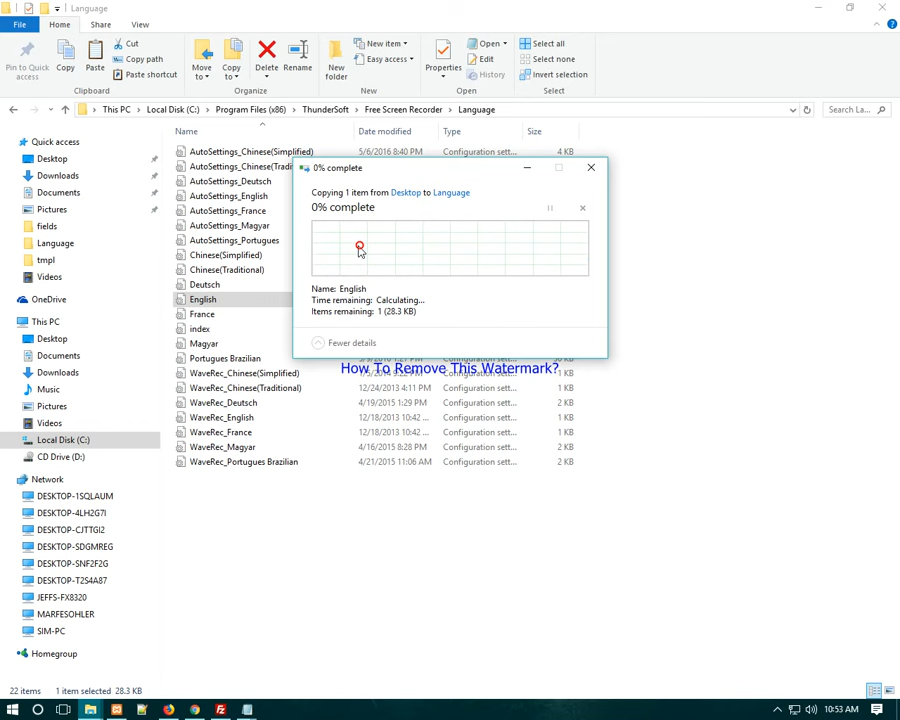 Language
File Home Share View
Pin to Quick access
Copy
Paste
Cut
Copy path
Paste shortcut
Move to
Copy to
Delete
Rename
New folder
New item
Easy access
Properties
Open
Edit
History
Select all
Select none
Invert selection
Clipboard Organize New Open Select
This PC Local Disk (C:) Program Files (x86) ThunderSoft Free Screen Recorder Language
Search La...
Name Date modified Type Size
Quick access
Desktop
Downloads
Documents
Pictures
fields
Language
tmpl
Videos
OneDrive
This PC
Desktop
Documents
Downloads
Music
Pictures
Videos
Local Disk (C:)
CD Drive (D:)
Network
DESKTOP-1SQLAUM
DESKTOP-4LH2G7I
DESKTOP-CJTTGI2
DESKTOP-SDGMREG
DESKTOP-SNF2F2G
DESKTOP-T2S4A87
JEFFS-FX8320
MARFESOHLER
SIM-PC
Homegroup
AutoSettings_Chinese(Simplified) 5/6/2016 8:40 PM Configuration sett... 4 KB
AutoSettings_Chinese(Tradi
AutoSettings_Deutsch
AutoSettings_English
AutoSettings_France
AutoSettings_Magyar
AutoSettings_Portugues
Chinese(Simplified)
Chinese(Traditional)
Deutsch
English
France
index
Magyar
Portugues Brazilian
WaveRec_Chinese(Simplified) Configuration sett... 1 KB
WaveRec_Chinese(Traditional) 12/24/2013 4:11 PM Configuration sett... 1 KB
WaveRec_Deutsch 4/20/2015 1:29 PM Configuration sett... 2 KB
WaveRec_English 12/18/2013 10:42 ... Configuration sett... 1 KB
WaveRec_France 12/18/2013 10:42 ... Configuration sett... 1 KB
WaveRec_Magyar 4/16/2015 8:28 PM Configuration sett... 2 KB
WaveRec_Portugues Brazilian 4/21/2015 11:06 AM Configuration sett... 2 KB
0% complete
Copying 1 item from Desktop to Language
0% complete
Name: English
Time remaining: Calculating...
Items remaining: 1 (28.3 KB)
Fewer details
How To Remove This Watermark?
22 items 1 item selected 28.3 KB
10:53 AM